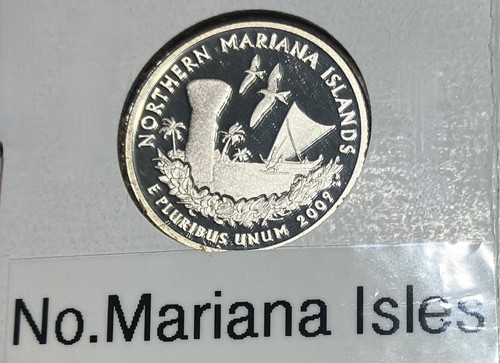 NORTHERN MARIANA ISLANDS
E PLURIBUS UNUM 2009
No.Mariana Isles